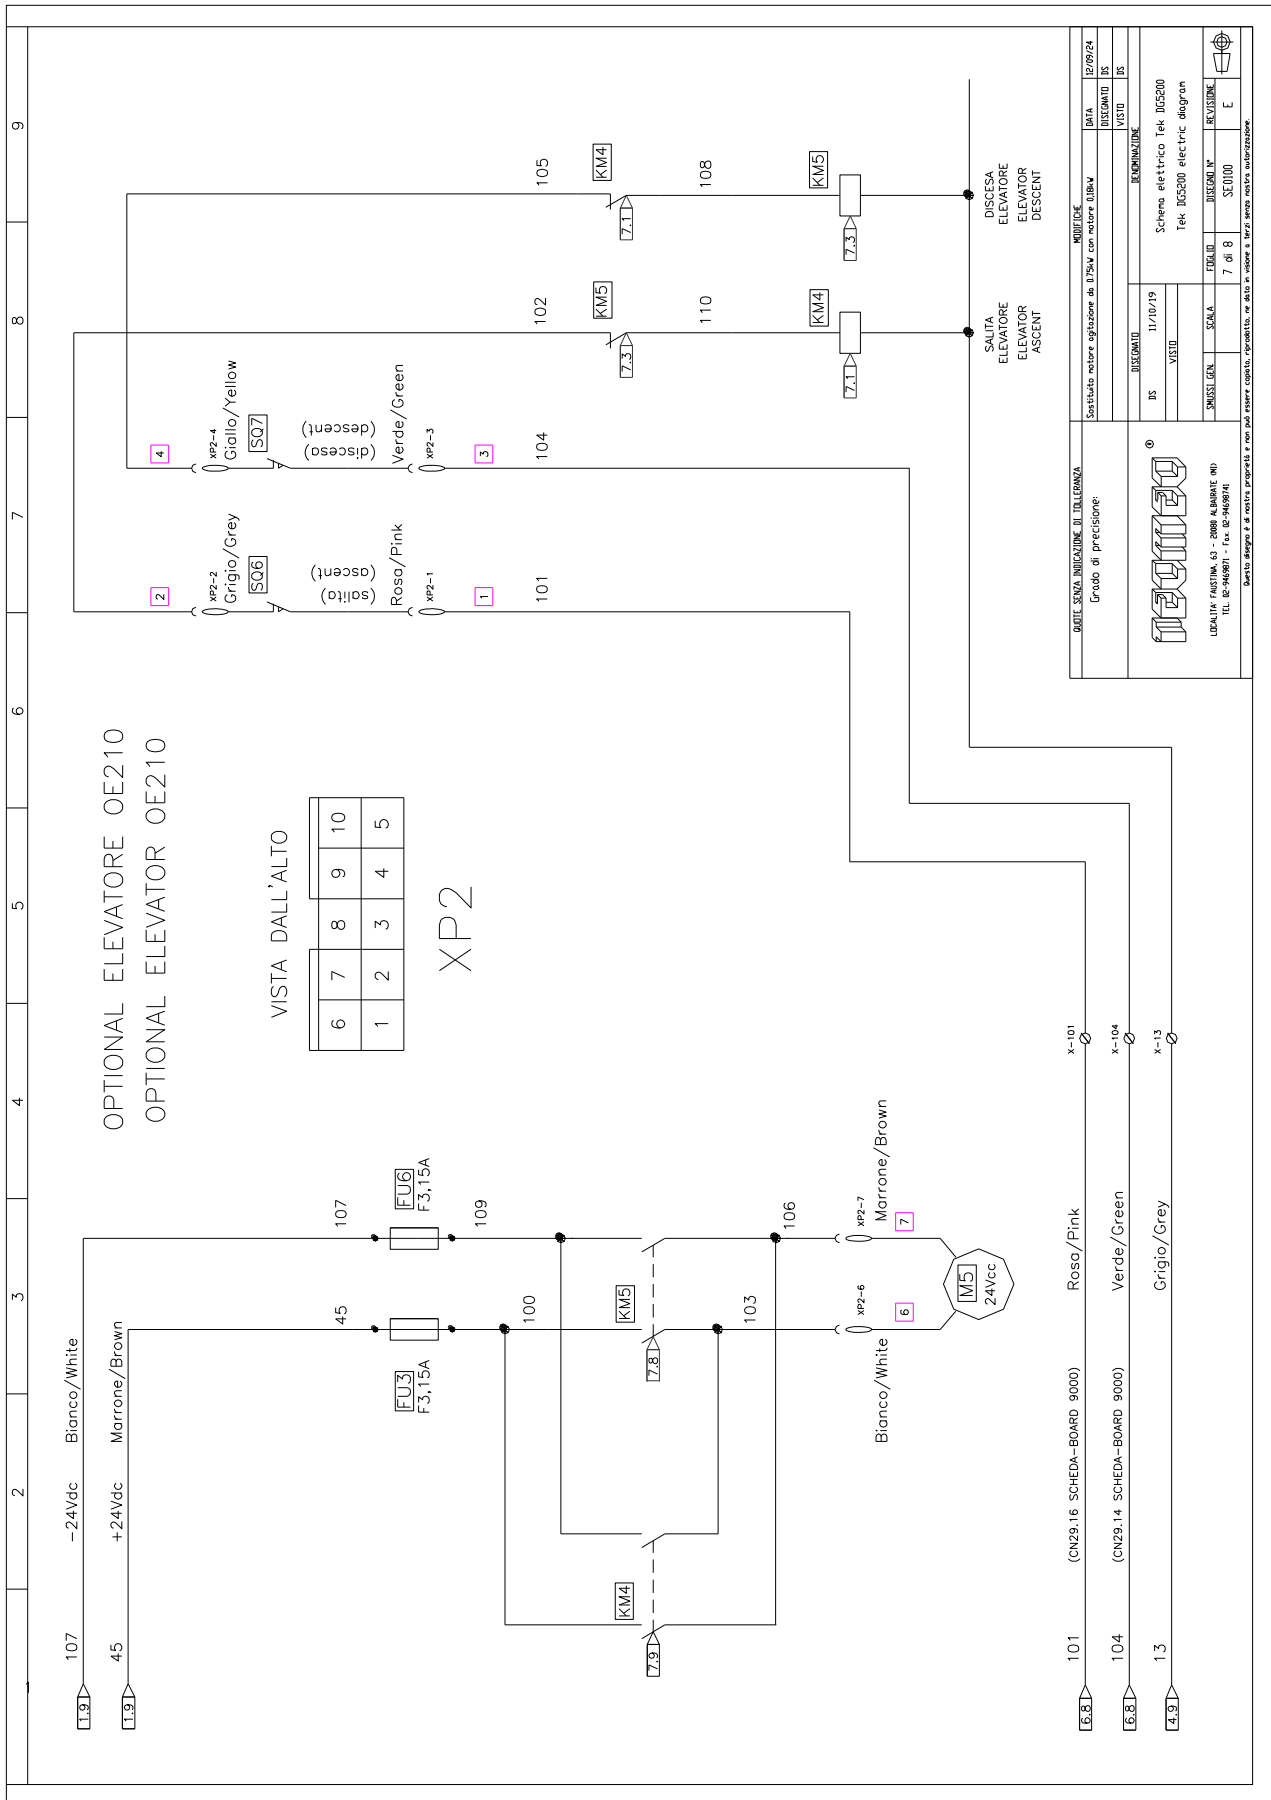 2
3
4
5
6
7
8
9
OPTIONAL ELEVATORE OE210
OPTIONAL ELEVATOR OE210
1.9
107
-24Vdc
Bianco/White
1.9
45
+24Vdc
Marrone/Brown
45
107
FU3
F3,15A
FU6
F3,15A
100
109
KM4
7.9
KM5
7.8
103
106
Bianco/White
XP2-6
6
XP2-7
Marrone/Brown
7
M5
24Vcc
VISTA DALL'ALTO
6 7 8 9 10
1 2 3 4 5
XP2
2
XP2-2
Grigio/Grey
SQ6
(salita)
(ascent)
Rosa/Pink
XP2-1
1
101
4
XP2-4
Giallo/Yellow
SQ7
(discesa)
(descent)
Verde/Green
XP2-3
3
104
102
KM5
7.3
110
KM4
7.1
SALITA
ELEVATORE
ELEVATOR
ASCENT
105
KM4
7.1
108
KM5
7.3
DISCESA
ELEVATORE
ELEVATOR
DESCENT
6.8
101
(CN29.16 SCHEDA-BOARD 9000)
Rosa/Pink
X-101
6.8
104
(CN29.14 SCHEDA-BOARD 9000)
Verde/Green
X-104
4.9
13
Grigio/Grey
X-13
QUOTE SENZA INDICAZIONE DI TOLLERANZA
Grado di precisione:
MODIFICHE
Sostituito motore agitazione da 0.75kW con motore 0.18kW
DATA
12/09/24
DISEGNATO
DS
VISTO
DS
DISEGNATO
DS
11/10/19
VISTO
DENOMINAZIONE
Schema elettrico Tek DG5200
Tek DG5200 electric diagram
naomeo
®
LOCALITA' FAUSTINA, 63 - 20080 ALBAIRATE (MI)
TEL. 02-9469871 - Fax. 02-94698741
SMUSSI GEN.
SCALA
FOGLIO
7 di 8
DISEGNO N°
SE0100
REVISIONE
E
Questo disegno è di nostra proprietà e non può essere copiato, riprodotto, ne dato in visione a terzi senza nostra autorizzazione.